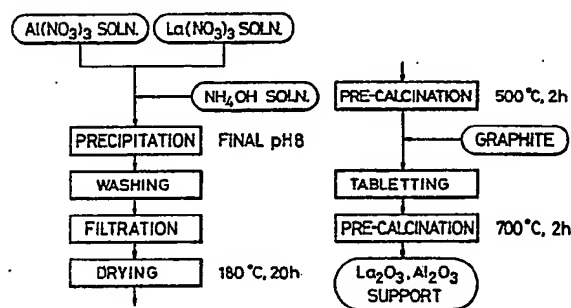 Al(NO3)3 SOLN.
La(NO3)3 SOLN.
NH4OH SOLN.
PRECIPITATION FINAL pH8
WASHING
FILTRATION
DRYING 180°C, 20h
PRE-CALCINATION 500°C, 2h
GRAPHITE
TABLETTING
PRE-CALCINATION 700°C, 2h
La2O3, Al2O3
SUPPORT